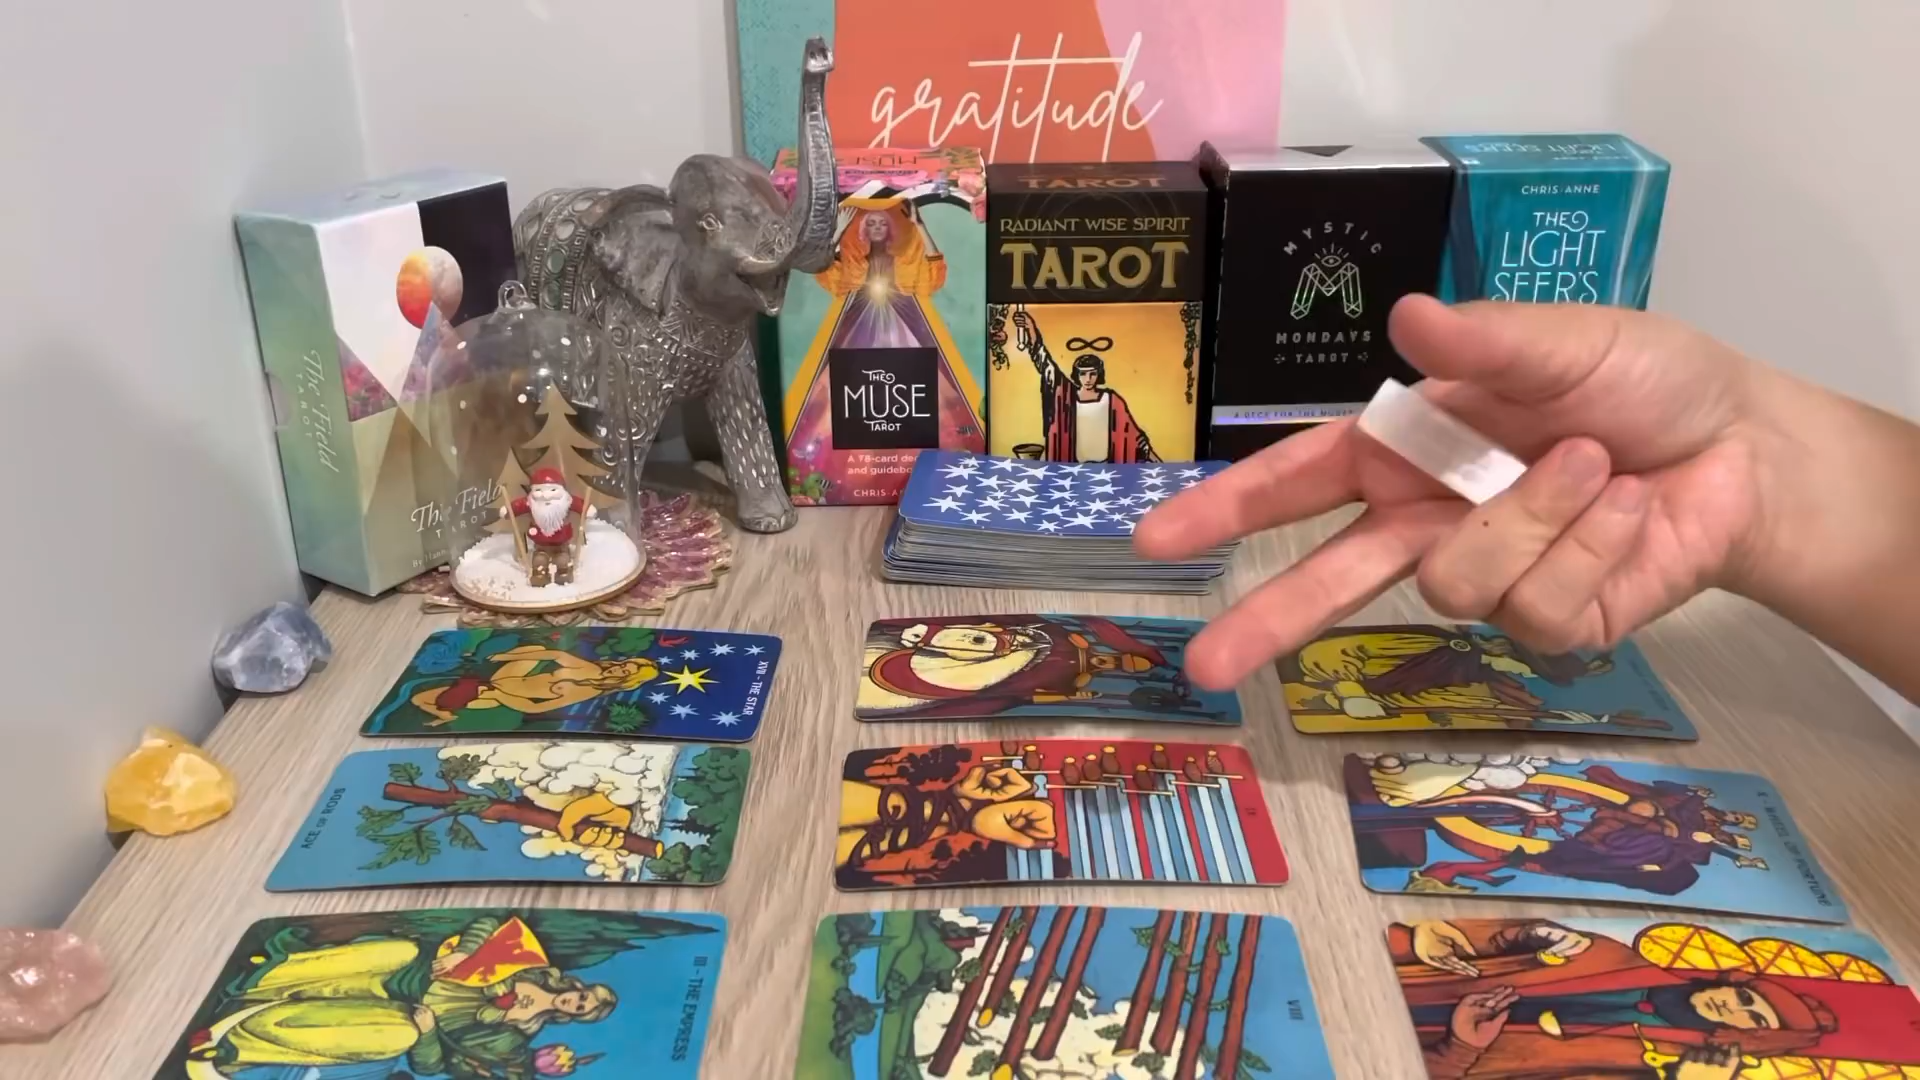 gratitude
MUSE
TAROT
RADIANT WISE SPIRIT
TAROT
MYSTIC
M
MONDAYS
TAROT
CHRIS-ANNE
THE
LIGHT
SEER'S
The Field
TAROT
THE
MUSE
TAROT
A 78-card
and
CHRIS-
The Field
TAROT
XVII - THE STAR
ACE OF RODS
X - WHEEL OF FORTUNE
III - THE EMPRESS
VIII